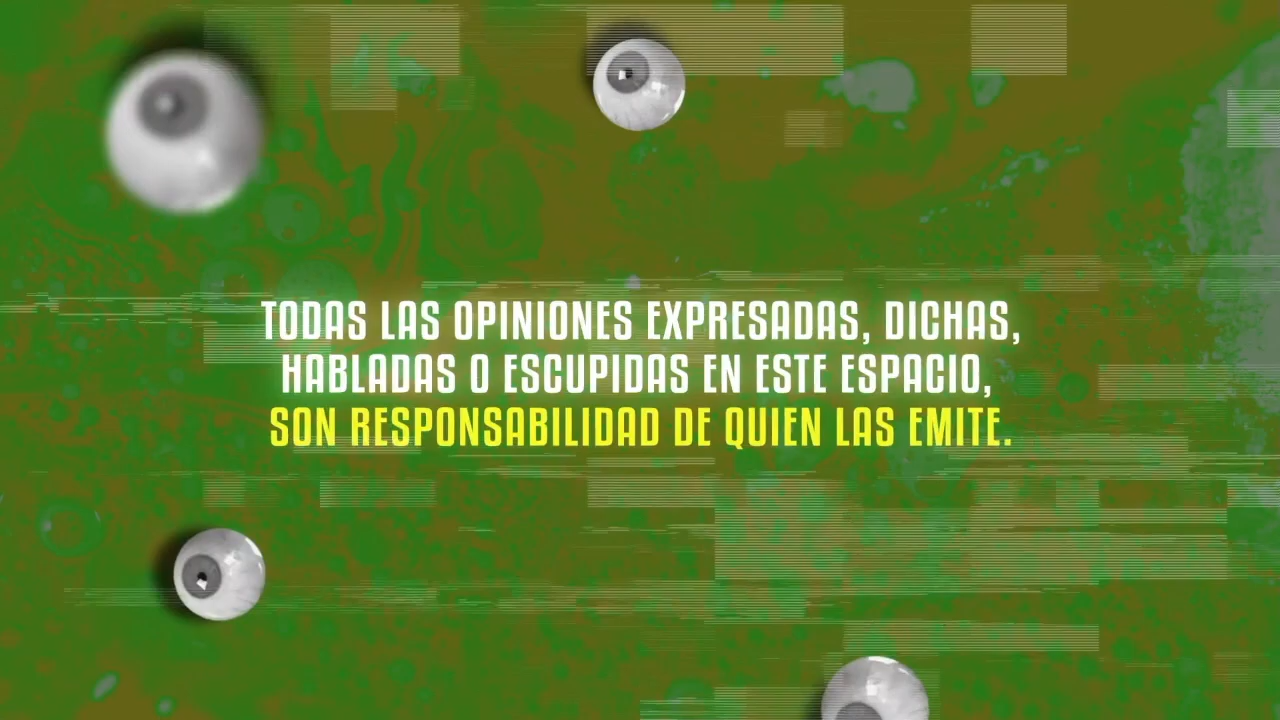 TODAS LAS OPINIONES EXPRESADAS, DICHAS,
HABLADAS O ESCUPIDAS EN ESTE ESPACIO,
SON RESPONSABILIDAD DE QUIEN LAS EMITE.